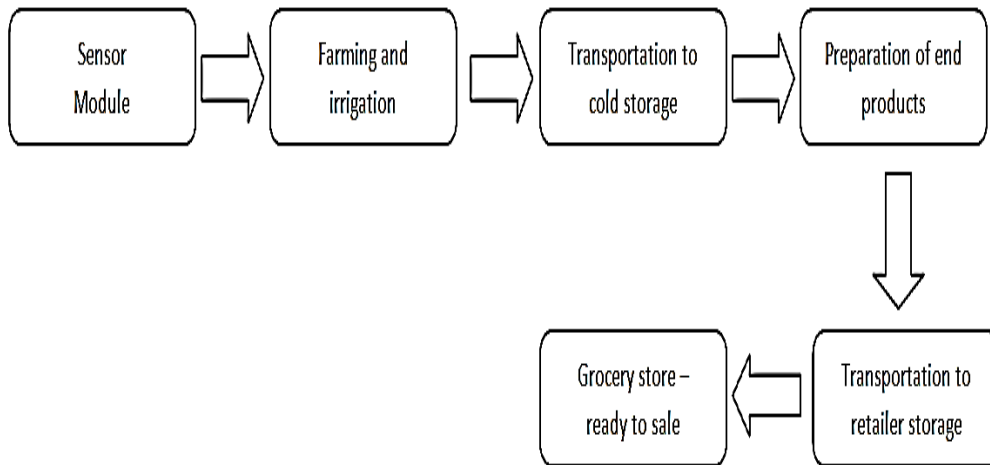 Sensor
Module
Farming and
irrigation
Transportation to
cold storage
Preparation of end
products
Transportation to
retailer storage
Grocery store –
ready to sale